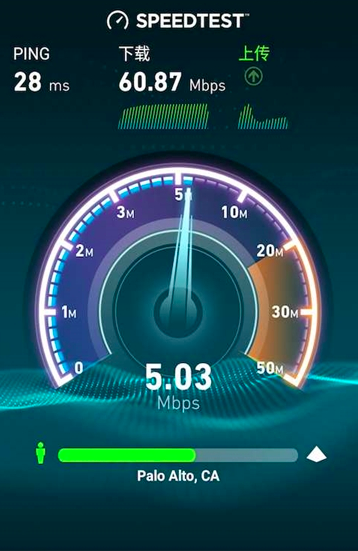 SPEEDTEST™
PING 下载 上传
28 ms 60.87 Mbps
5M
3M 10M
2M 20M
1M 30M
0 50M
5.03
Mbps
Palo Alto, CA